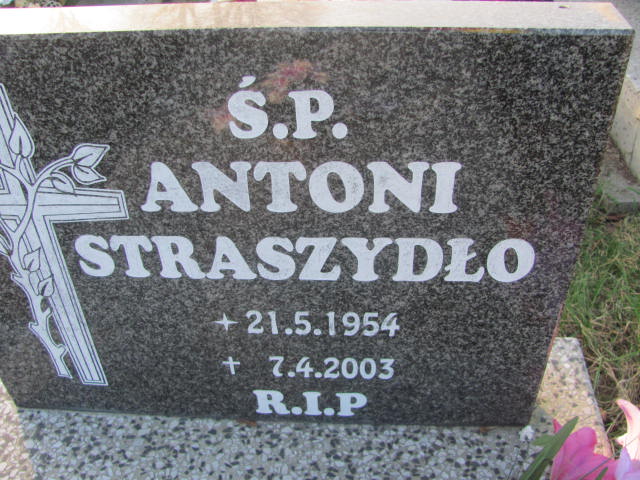 Ś.P.
ANTONI
STRASZYDŁO
21.5.1954
7.4.2003
R.I.P